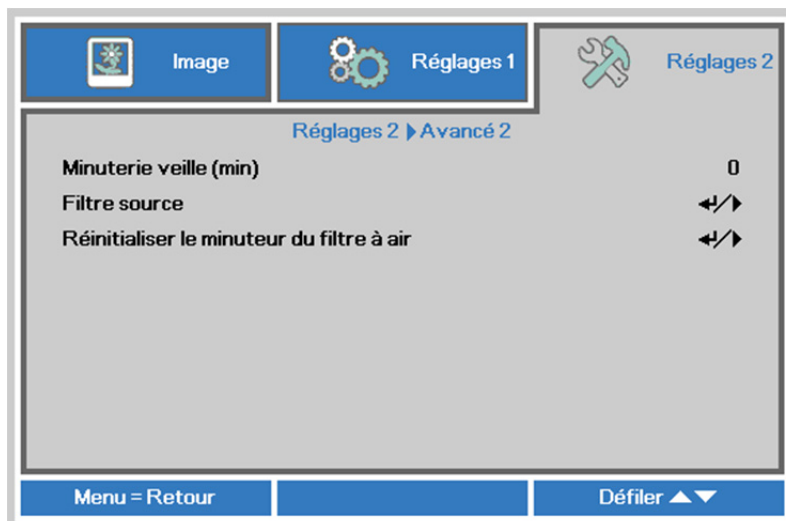 Image
Réglages 1
Réglages 2
Réglages 2 ▶ Avancé 2
Minuterie veille (min) 0
Filtre source ↵/▶
Réinitialiser le minuteur du filtre à air ↵/▶
Menu = Retour
Défiler ▲▼